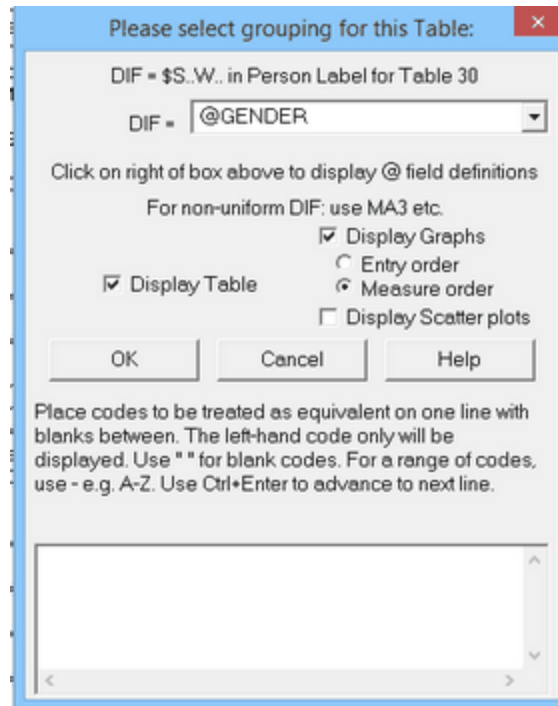 Please select grouping for this Table:
DIF = $S..W.. in Person Label for Table 30
DIF = @GENDER
Click on right of box above to display @ field definitions
For non-uniform DIF: use MA3 etc.
Display Graphs
Entry order
Display Table
Measure order
Display Scatter plots
OK Cancel Help
Place codes to be treated as equivalent on one line with
blanks between. The left-hand code only will be
displayed. Use " " for blank codes. For a range of codes,
use - e.g. A-Z. Use Ctrl+Enter to advance to next line.